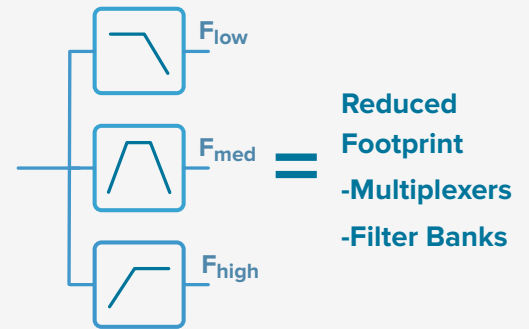 Flow
Fmed
=
Reduced
Footprint
-Multiplexers
-Filter Banks
Fhigh